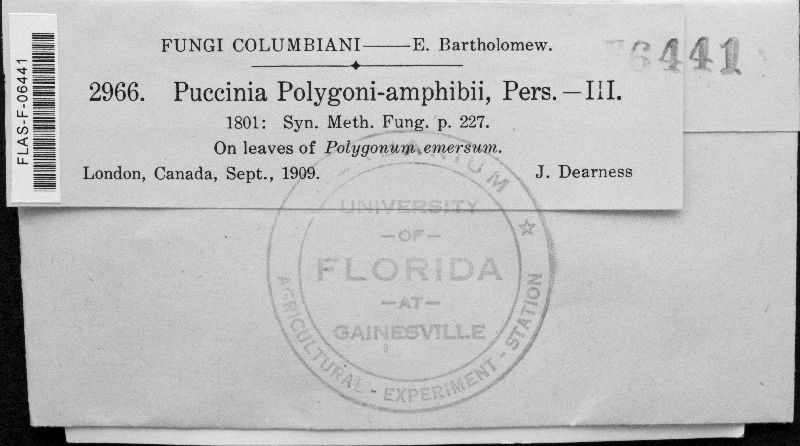 FUNGI COLUMBIANI——E. Bartholomew.
6441
FLAS-F-06441
2966. Puccinia Polygoni-amphibii, Pers.—III.
1801: Syn. Meth. Fung. p. 227.
On leaves of Polygonum emersum.
London, Canada, Sept., 1909. J. Dearness
UNIVERSITY
—OF—
FLORIDA
—AT—
GAINESVILLE
AGRICULTURAL - EXPERIMENT - STATION